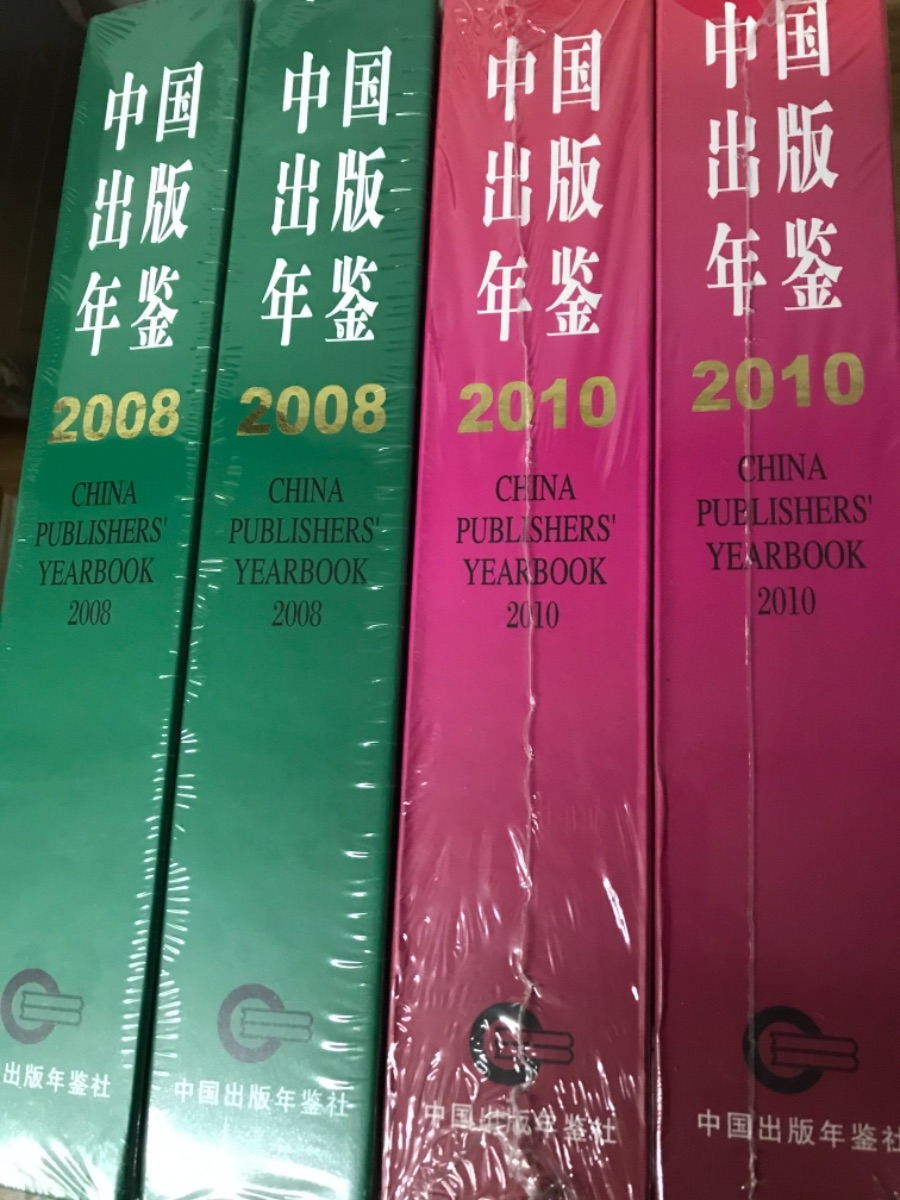 中国
出版
年鉴
2008
CHINA
PUBLISHERS'
YEARBOOK
2008
出版年鉴社
中国
出版
年鉴
2008
CHINA
PUBLISHERS'
YEARBOOK
2008
中国出版年鉴社
中国
出版
年鉴
2010
CHINA
PUBLISHERS'
YEARBOOK
2010
中国出版年鉴社
中国
出版
年鉴
2010
CHINA
PUBLISHERS'
YEARBOOK
2010
中国出版年鉴社